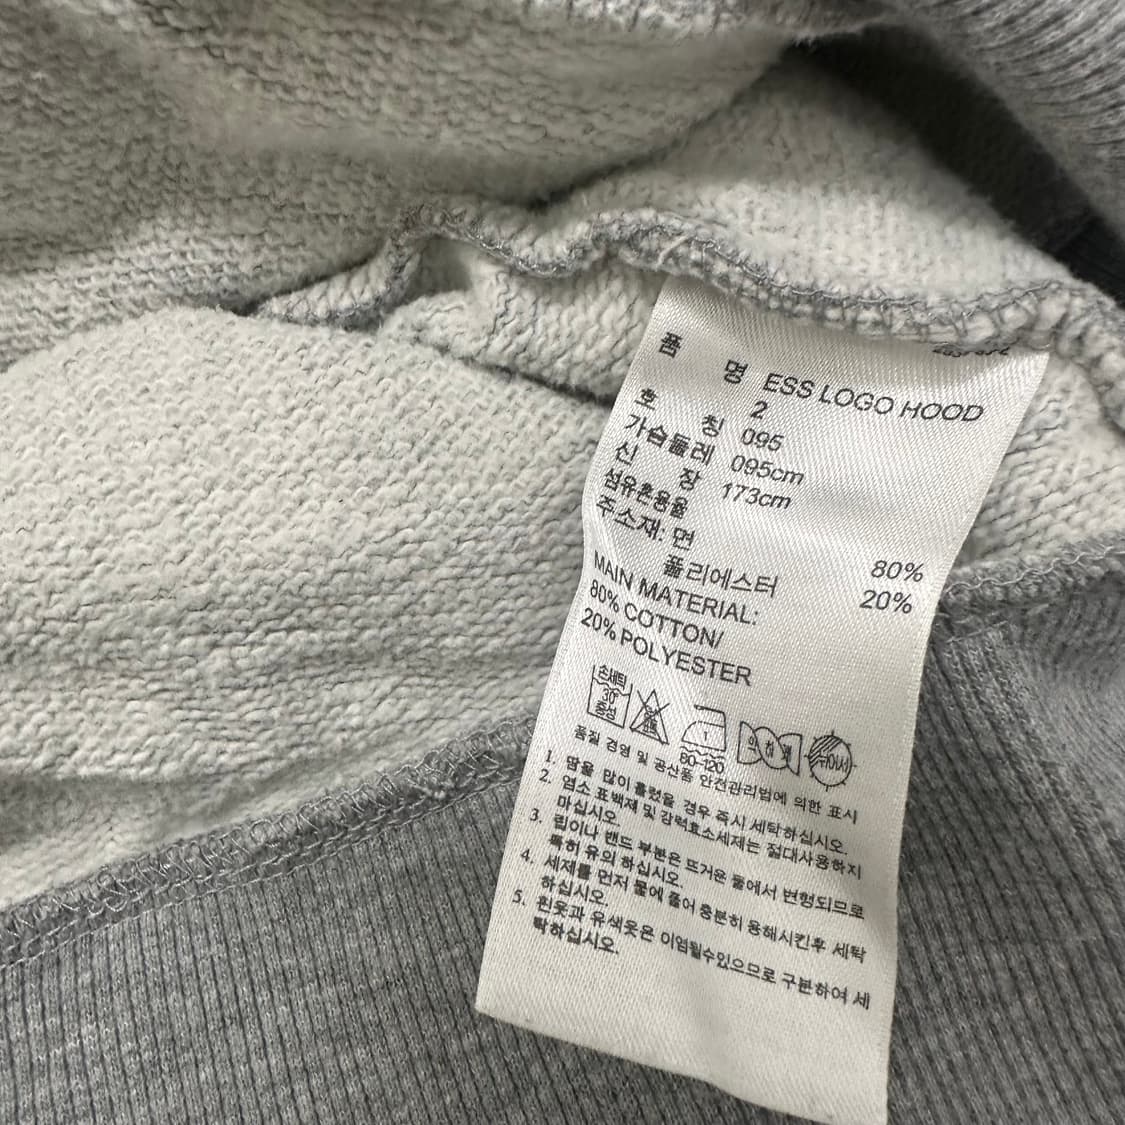 품 명 ESS LOGO HOOD
2
호 칭 095
가슴둘레 095cm
신 장 173cm
섬유혼용율
주소재: 면 80%
폴리에스터 20%
MAIN MATERIAL:
80% COTTON/
20% POLYESTER
손세탁
30°
중성
80~120
품질 경영 및 공산품 안전관리법에 의한 표시
1. 땀을 많이 흘렸을 경우 즉시 세탁하십시오.
2. 염소 표백제 및 강력효소세제는 절대사용하지
마십시오.
3. 립이나 밴드 부분은 뜨거운 물에서 변형되므로
특히 유의 하십시오.
4. 세제를 먼저 물에 풀어 충분히 용해시킨후 세탁
하십시오.
5. 흰옷과 유색옷은 이염될수있으므로 구분하여 세
탁하십시오.